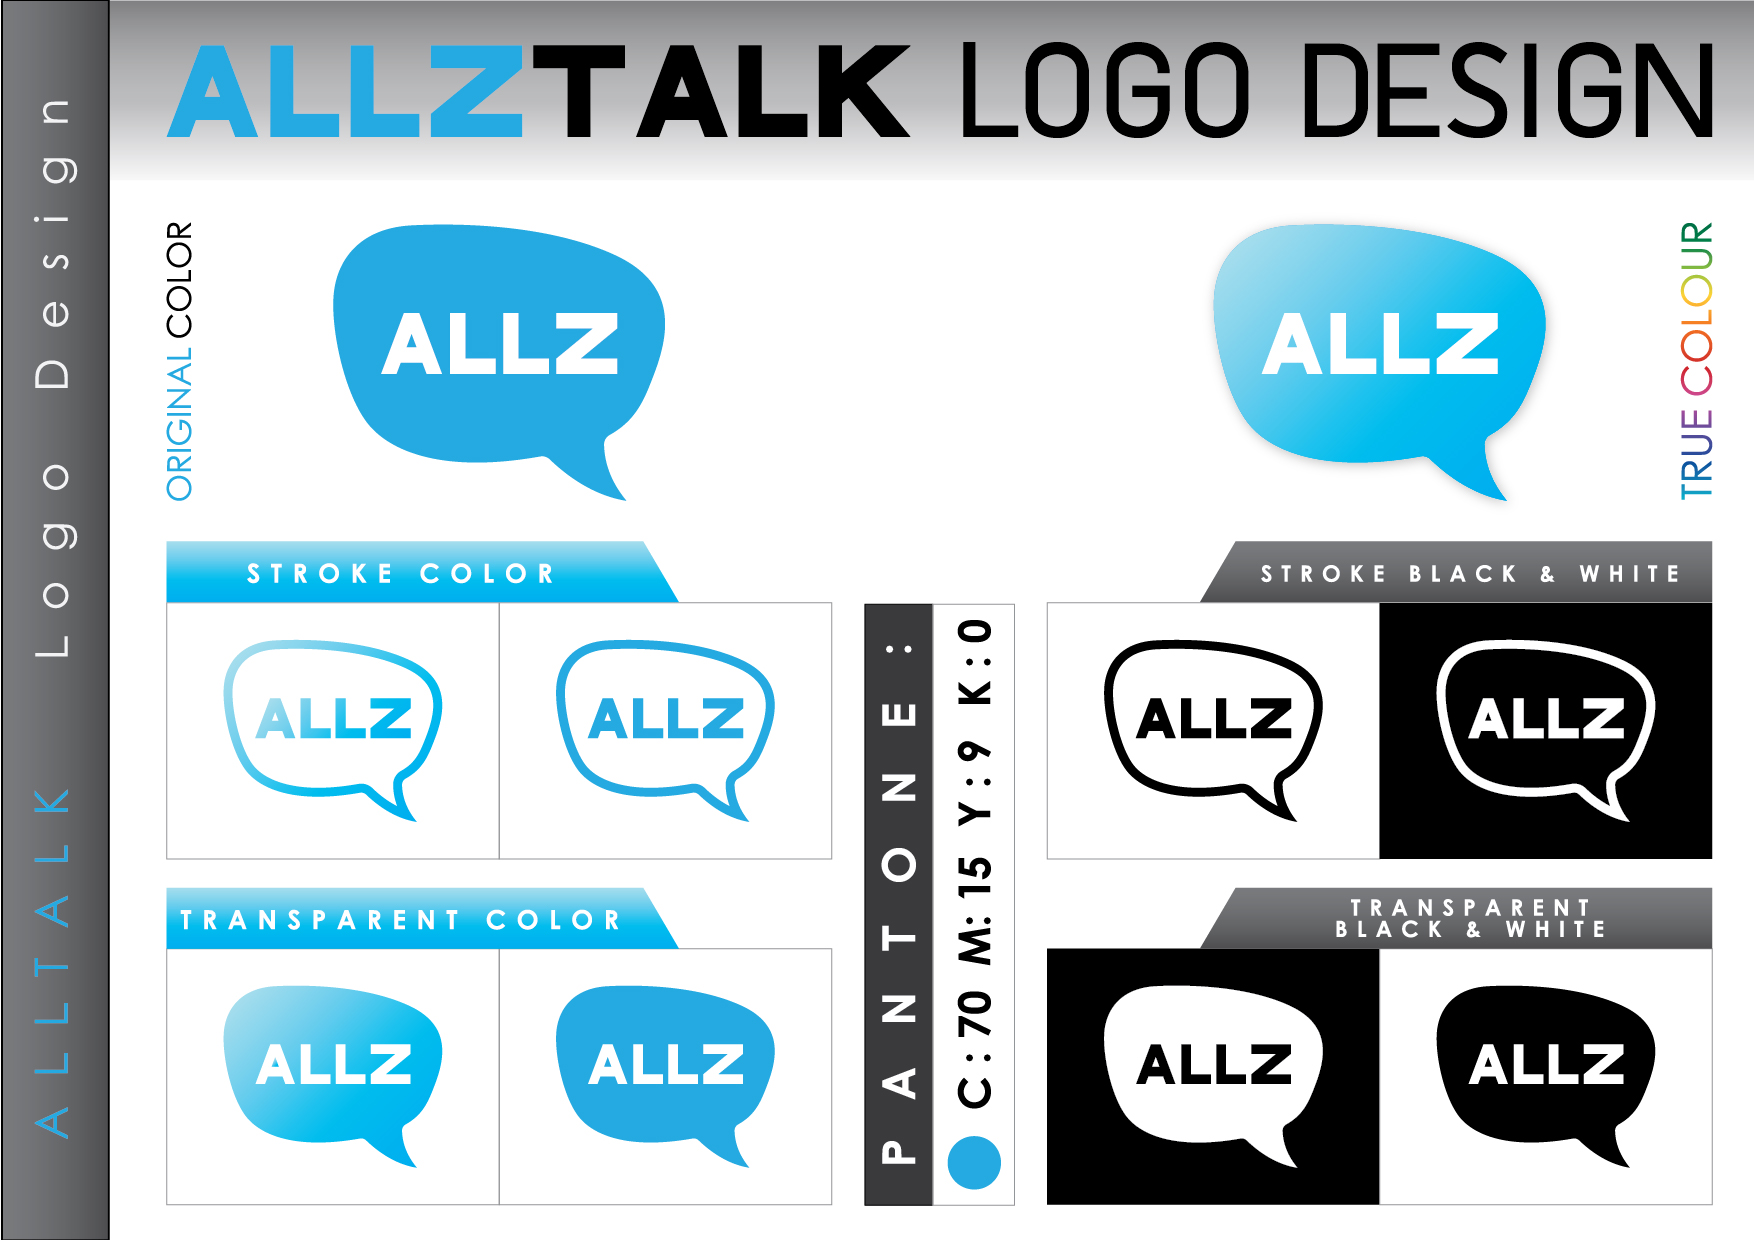 ALLZTALK LOGO DESIGN
ALLTALK Logo Design
ORIGINAL COLOR
ALLZ
ALLZ
TRUE COLOUR
STROKE COLOR
ALLZ
ALLZ
STROKE BLACK & WHITE
ALLZ
ALLZ
PANTONE:
C:70 M:15 Y:9 K:0
TRANSPARENT COLOR
ALLZ
ALLZ
TRANSPARENT
BLACK & WHITE
ALLZ
ALLZ